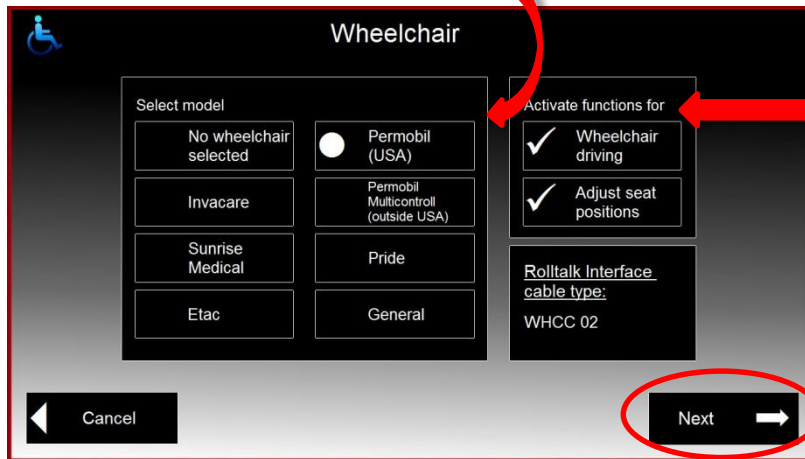 Wheelchair
Select model
No wheelchair
selected
Permobil
(USA)
Invacare
Permobil
Multicontroll
(outside USA)
Sunrise
Medical
Pride
Etac
General
Activate functions for
Wheelchair
driving
Adjust seat
positions
Rolltalk Interface
cable type:
WHCC 02
Cancel
Next